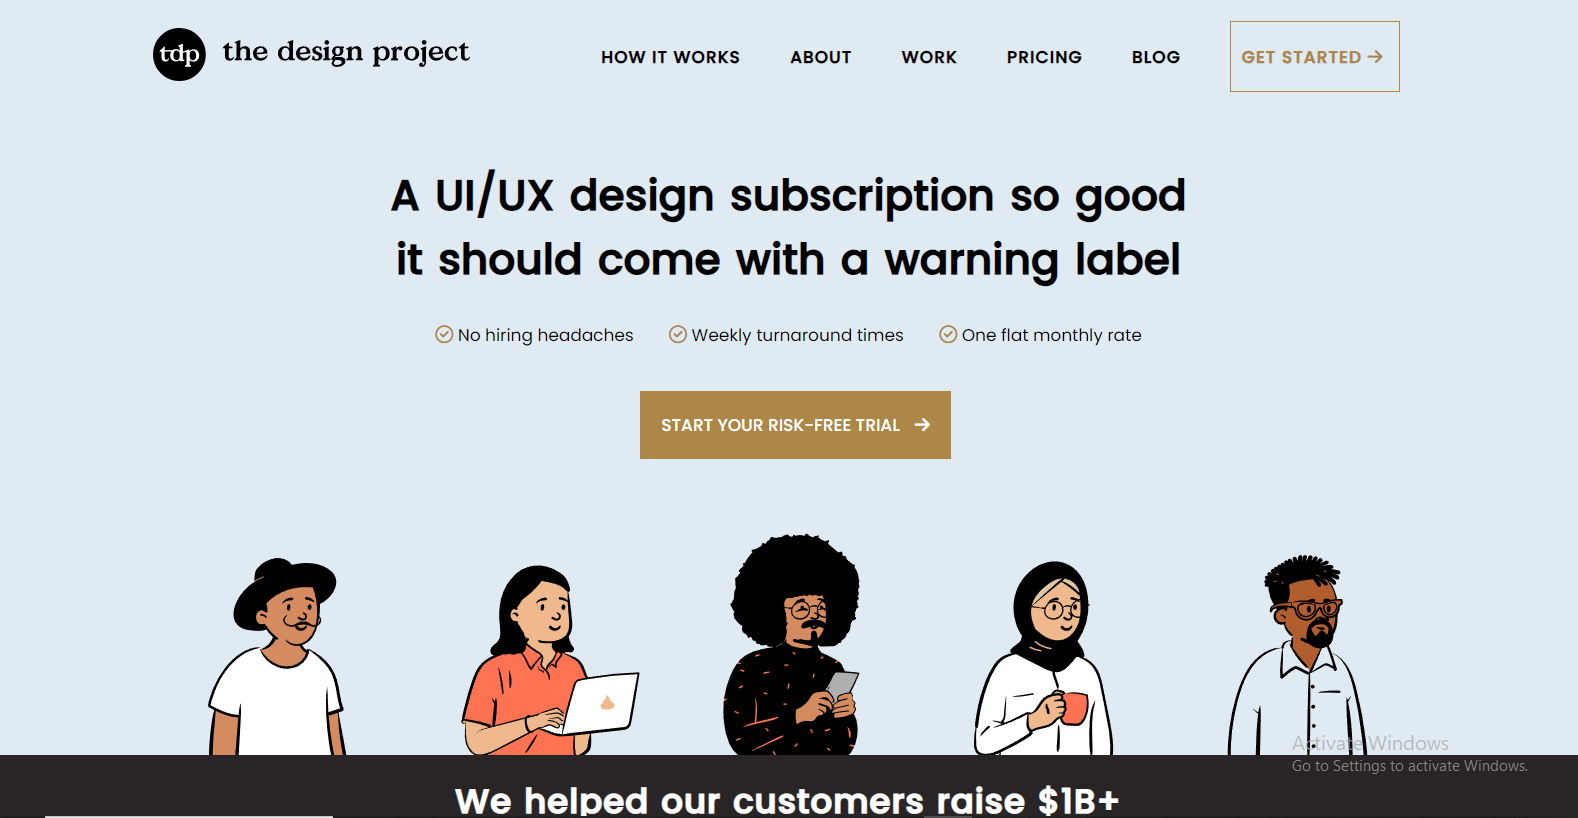 tdp the design project
HOW IT WORKS
ABOUT
WORK
PRICING
BLOG
GET STARTED
A UI/UX design subscription so good
it should come with a warning label
No hiring headaches
Weekly turnaround times
One flat monthly rate
START YOUR RISK-FREE TRIAL
Activate Windows
Go to Settings to activate Windows.
We helped our customers raise $1B+